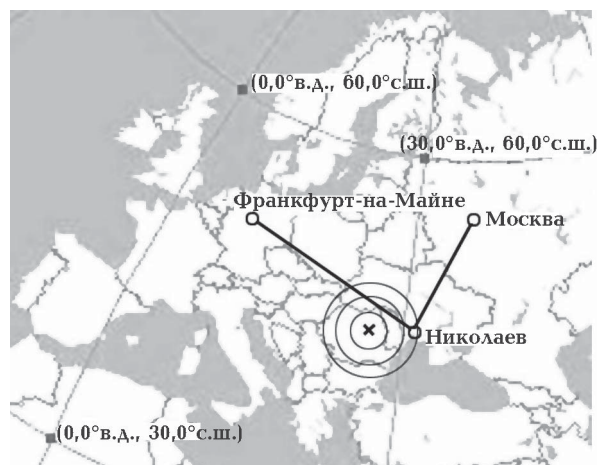 (0,0°в.д., 60,0°с.ш.)
(30,0°в.д., 60,0°с.ш.)
Франкфурт-на-Майне
Москва
Николаев
(0,0°в.д., 30,0°с.ш.)